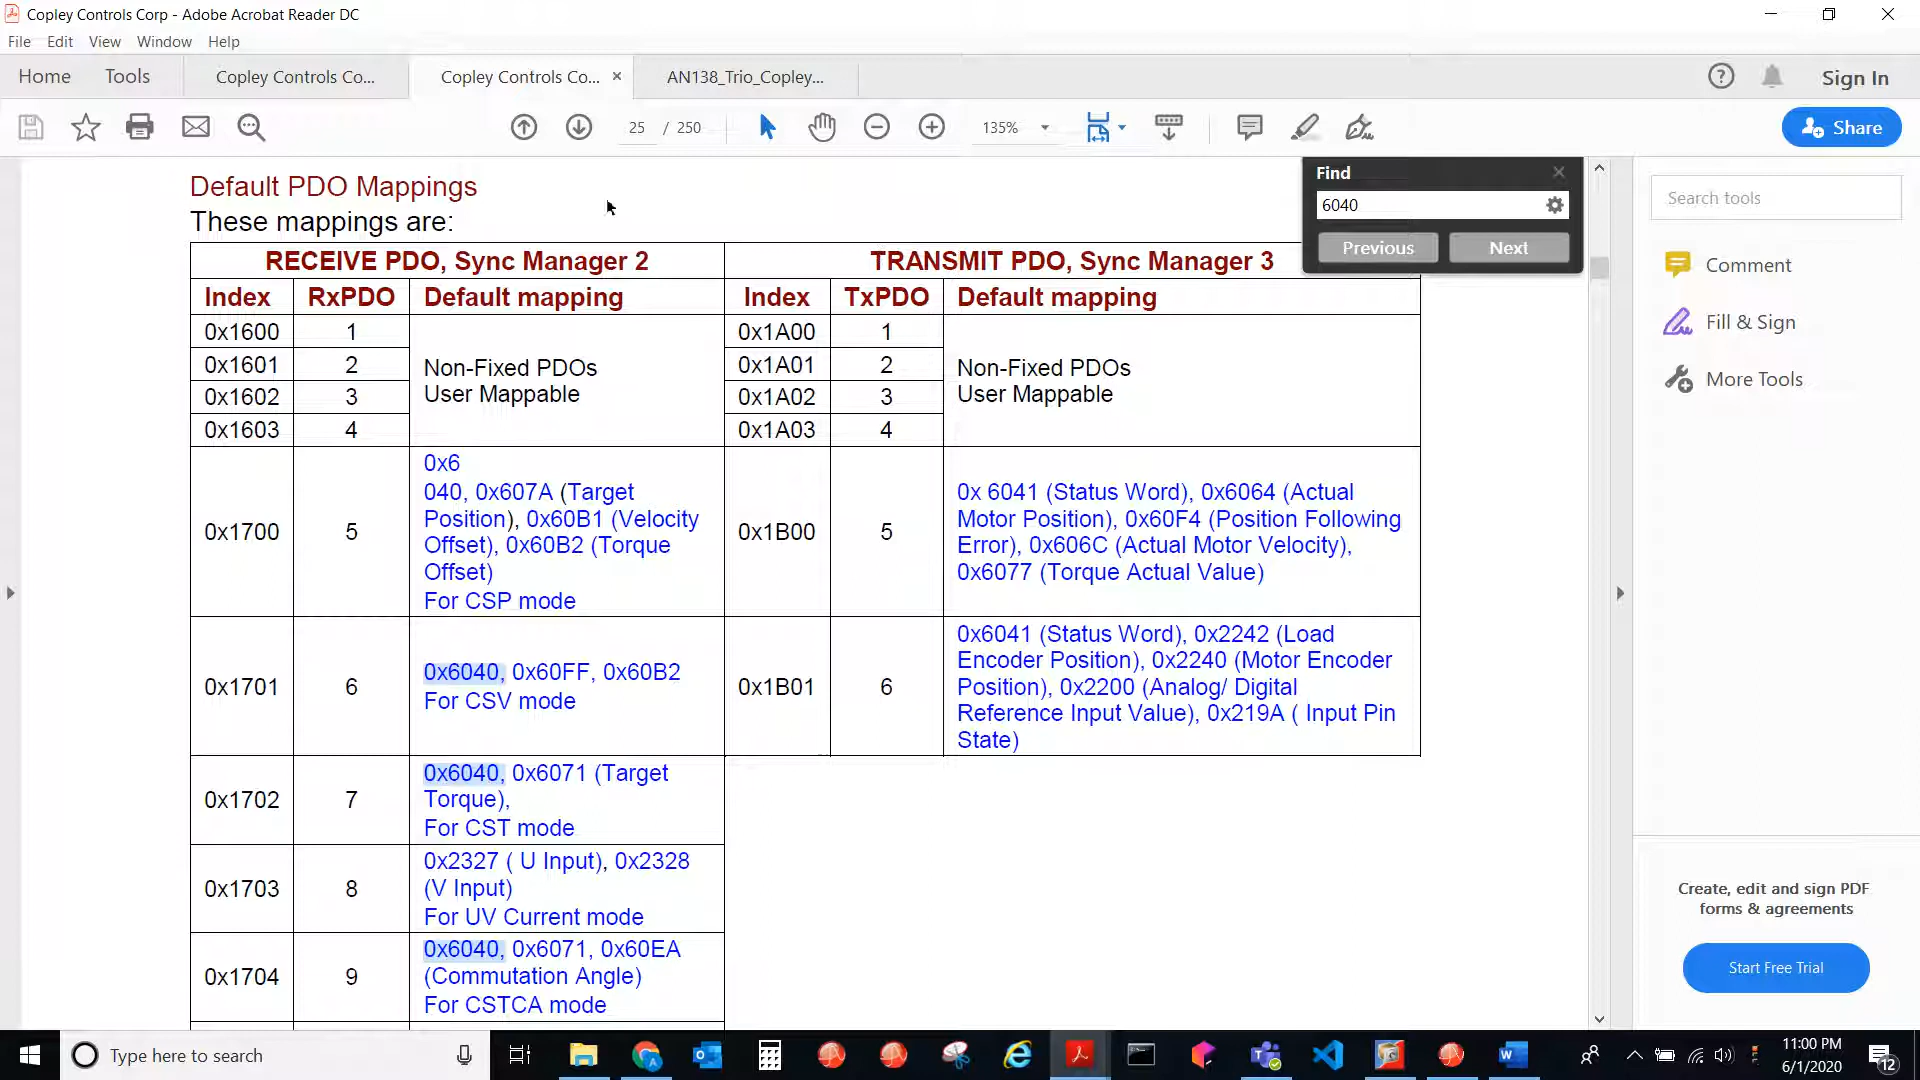 Copley Controls Corp - Adobe Acrobat Reader DC
File Edit View Window Help
Home Tools Copley Controls Co... Copley Controls Co... × AN138_Trio_Copley... Sign In
25 / 250 135% Share
Find
6040
Previous Next
Default PDO Mappings
These mappings are:
RECEIVE PDO, Sync Manager 2 TRANSMIT PDO, Sync Manager 3
Index RxPDO Default mapping Index TxPDO Default mapping
0x1600 1 0x1A00 1
0x1601 2 0x1A01 2
0x1602 3 0x1A02 3
0x1603 4 0x1A03 4
Non-Fixed PDOs
User Mappable
Non-Fixed PDOs
User Mappable
0x1700 5
0x6
040, 0x607A (Target
Position), 0x60B1 (Velocity
Offset), 0x60B2 (Torque
Offset)
For CSP mode
0x1B00 5
0x 6041 (Status Word), 0x6064 (Actual
Motor Position), 0x60F4 (Position Following
Error), 0x606C (Actual Motor Velocity),
0x6077 (Torque Actual Value)
0x1701 6
0x6040, 0x60FF, 0x60B2
For CSV mode
0x1B01 6
0x6041 (Status Word), 0x2242 (Load
Encoder Position), 0x2240 (Motor Encoder
Position), 0x2200 (Analog/ Digital
Reference Input Value), 0x219A ( Input Pin
State)
0x1702 7
0x6040, 0x6071 (Target
Torque),
For CST mode
0x1703 8
0x2327 ( U Input), 0x2328
(V Input)
For UV Current mode
0x1704 9
0x6040, 0x6071, 0x60EA
(Commutation Angle)
For CSTCA mode
Search tools
Comment
Fill & Sign
More Tools
Create, edit and sign PDF
forms & agreements
Start Free Trial
Type here to search
11:00 PM
6/1/2020
12